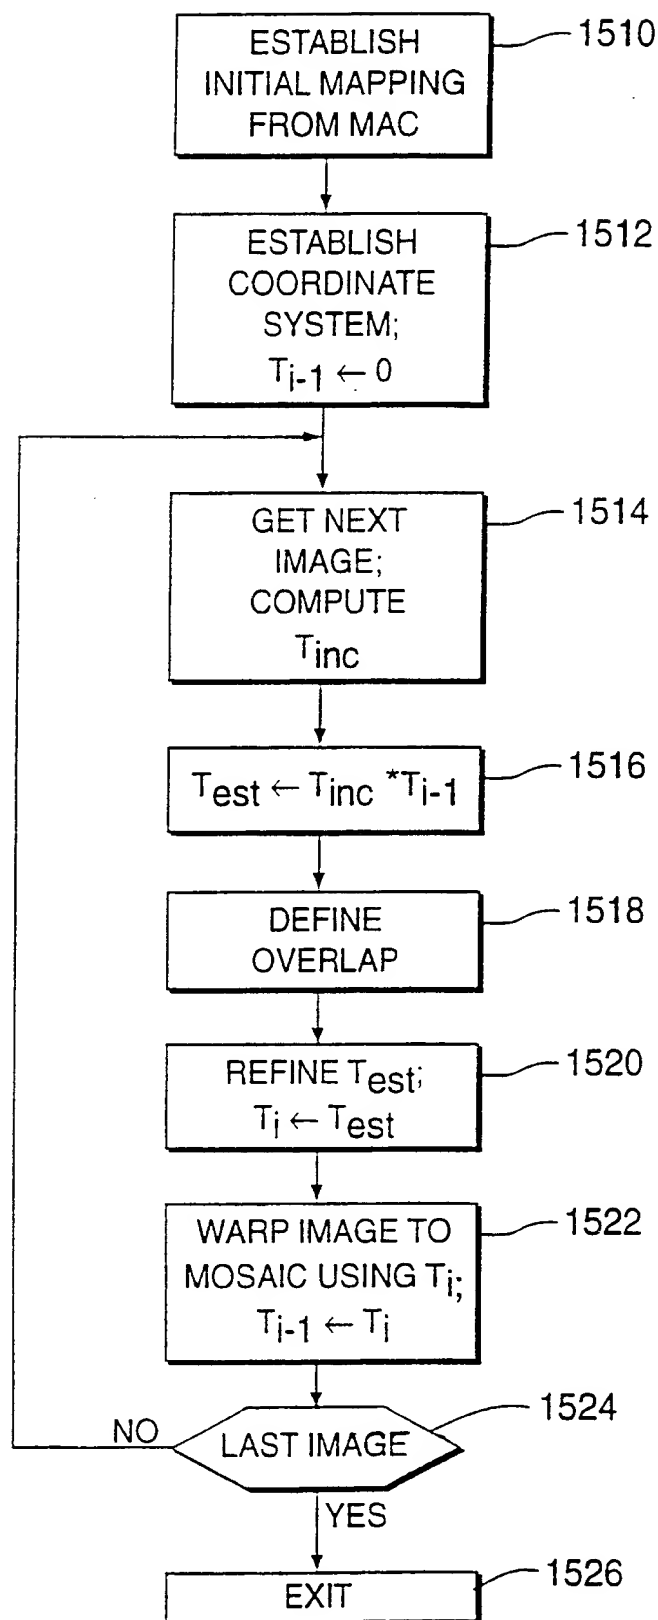 ESTABLISH
INITIAL MAPPING
FROM MAC
1510
ESTABLISH
COORDINATE
SYSTEM;
Ti-1 ← 0
1512
GET NEXT
IMAGE;
COMPUTE
Tinc
1514
Test ← Tinc *Ti-1
1516
DEFINE
OVERLAP
1518
REFINE Test;
Ti ← Test
1520
WARP IMAGE TO
MOSAIC USING Ti;
Ti-1 ← Ti
1522
LAST IMAGE
1524
NO
YES
EXIT
1526